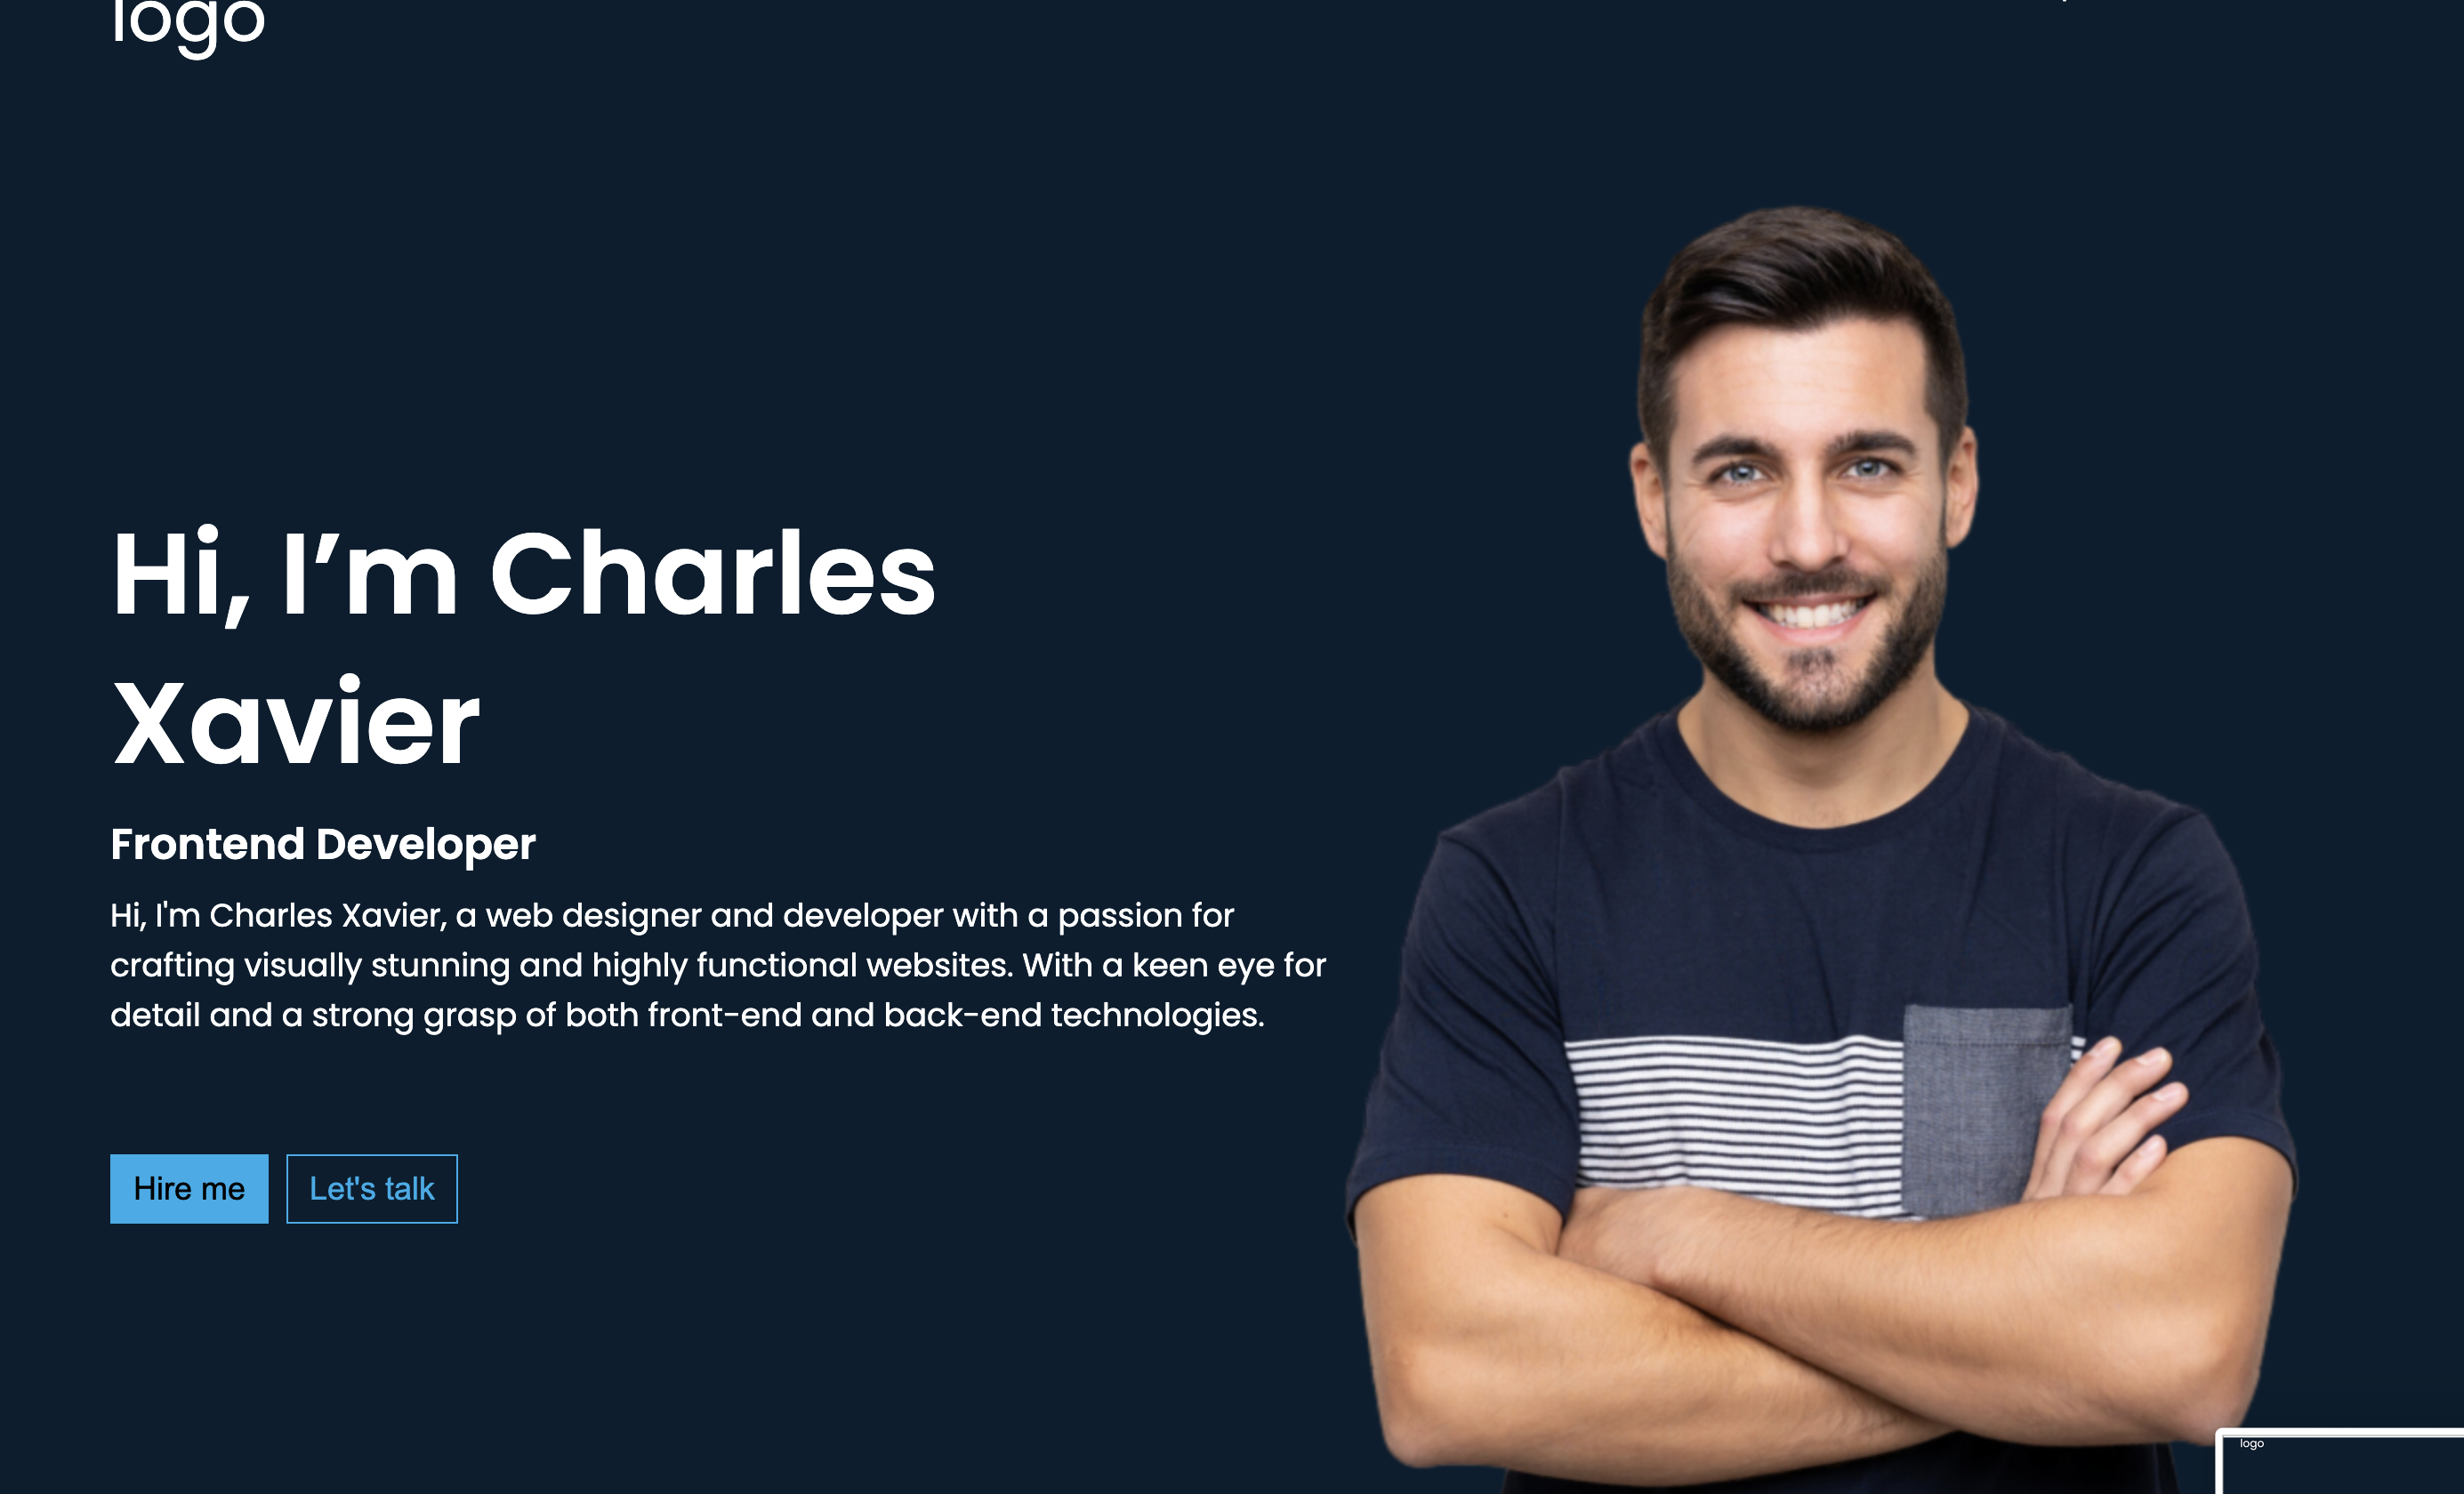 logo
Hi, I’m Charles
Xavier
Frontend Developer
Hi, I'm Charles Xavier, a web designer and developer with a passion for
crafting visually stunning and highly functional websites. With a keen eye for
detail and a strong grasp of both front-end and back-end technologies.
Hire me
Let's talk
logo